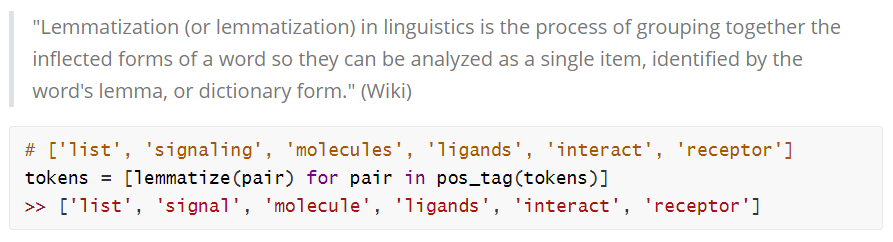 "Lemmatization (or lemmatization) in linguistics is the process of grouping together the
inflected forms of a word so they can be analyzed as a single item, identified by the
word's lemma, or dictionary form." (Wiki)
# ['list', 'signaling', 'molecules', 'ligands', 'interact', 'receptor']
tokens = [lemmatize(pair) for pair in pos_tag(tokens)]
>> ['list', 'signal', 'molecule', 'ligands', 'interact', 'receptor']